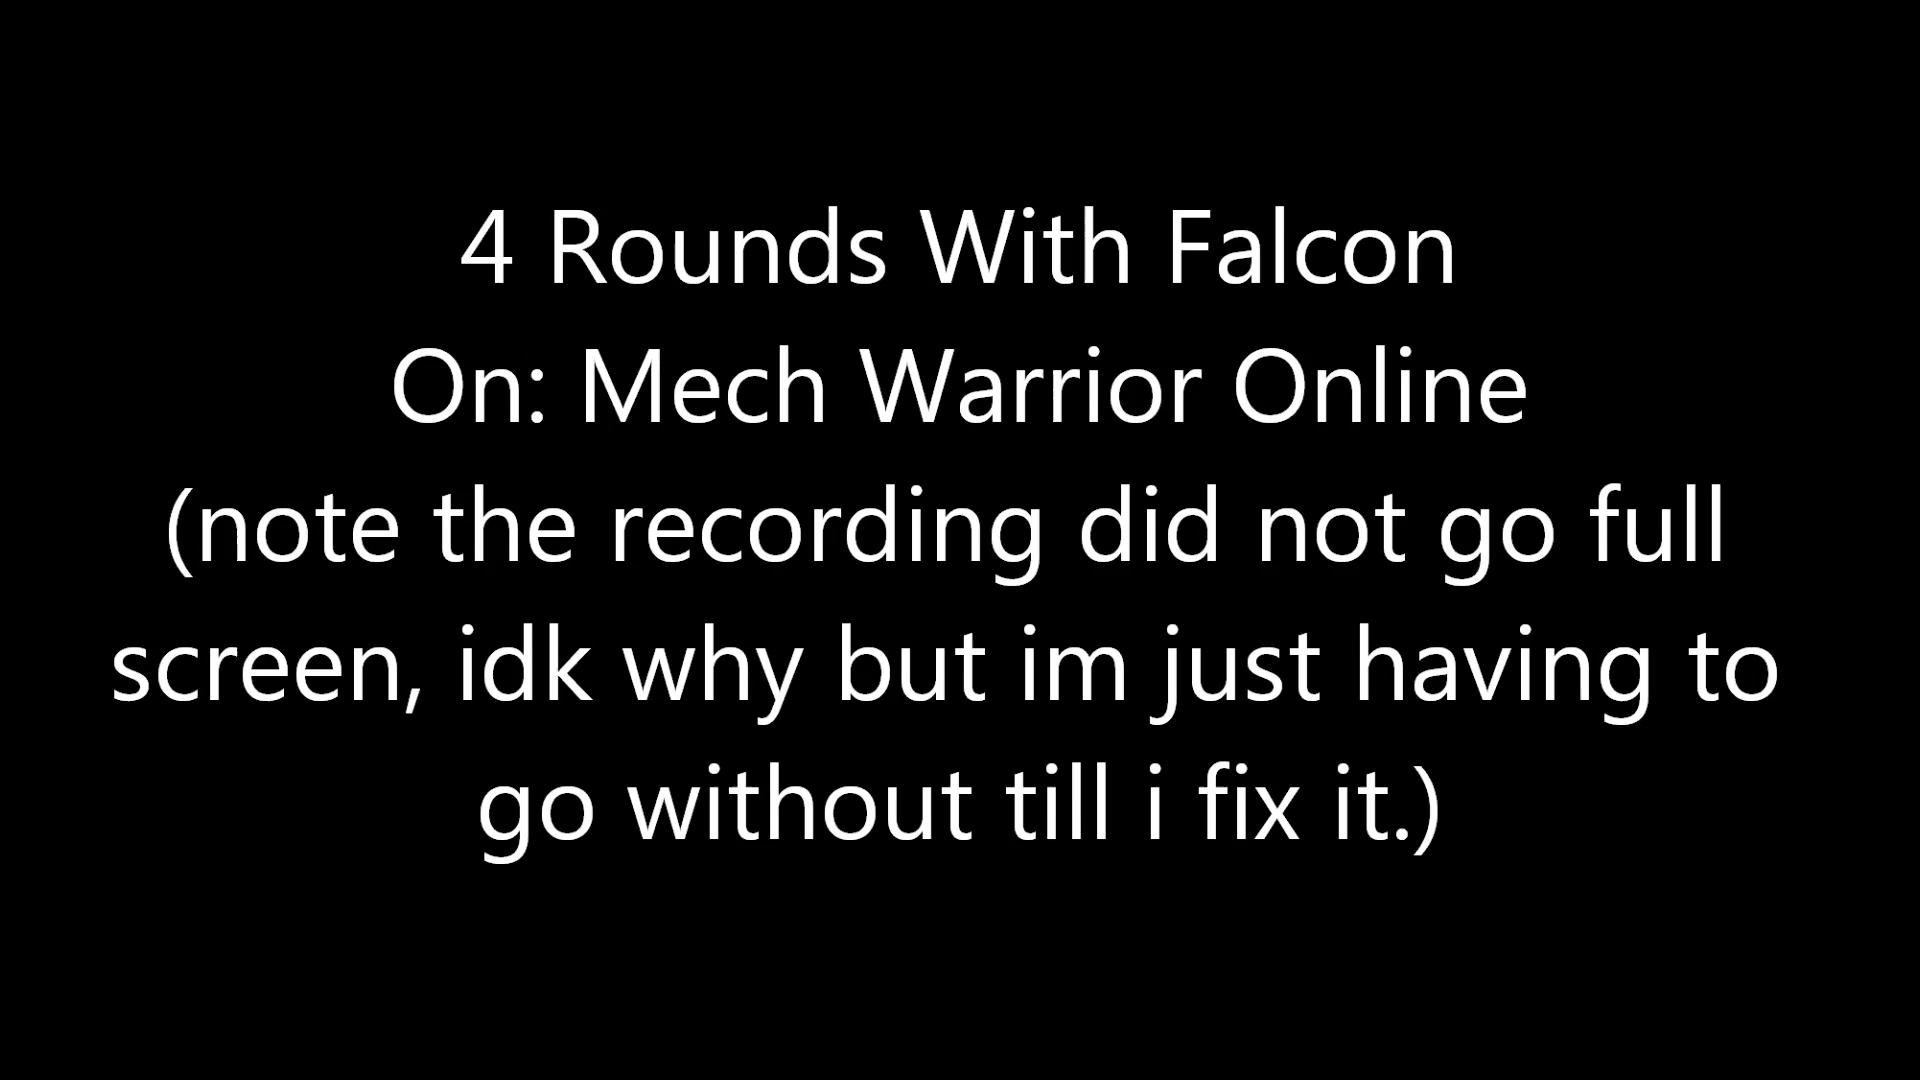 4 Rounds With Falcon
On: Mech Warrior Online
(note the recording did not go full
screen, idk why but im just having to
go without till i fix it.)